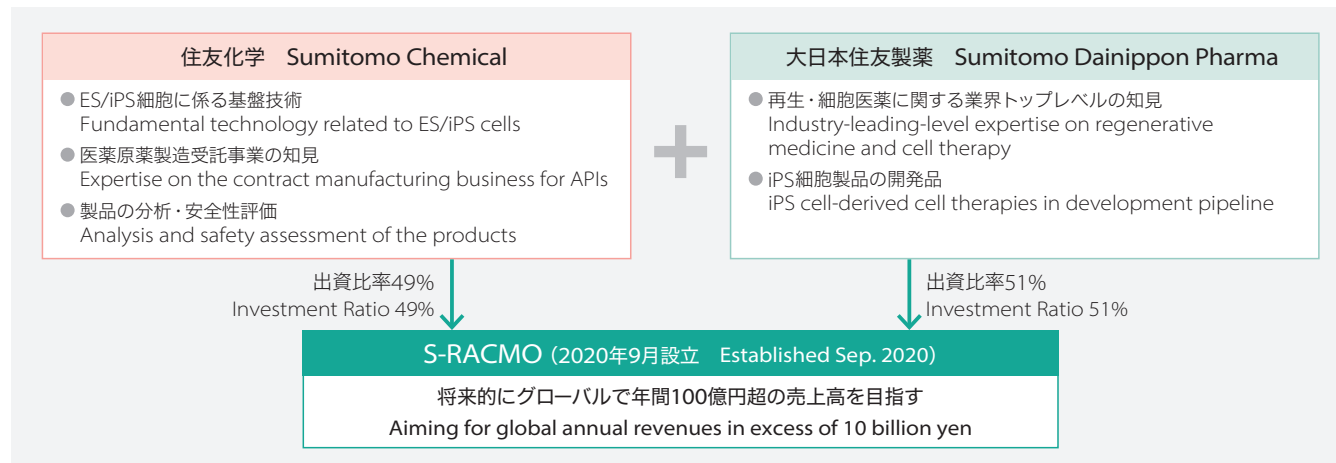 住友化学 Sumitomo Chemical
● ES/iPS細胞に係る基盤技術
Fundamental technology related to ES/iPS cells
● 医薬原薬製造受託事業の知見
Expertise on the contract manufacturing business for APIs
● 製品の分析・安全性評価
Analysis and safety assessment of the products
大日本住友製薬 Sumitomo Dainippon Pharma
● 再生・細胞医薬に関する業界トップレベルの知見
Industry-leading-level expertise on regenerative
medicine and cell therapy
● iPS細胞製品の開発品
iPS cell-derived cell therapies in development pipeline
出資比率49%
Investment Ratio 49%
出資比率51%
Investment Ratio 51%
S-RACMO（2020年9月設立 Established Sep. 2020）
将来的にグローバルで年間100億円超の売上高を目指す
Aiming for global annual revenues in excess of 10 billion yen